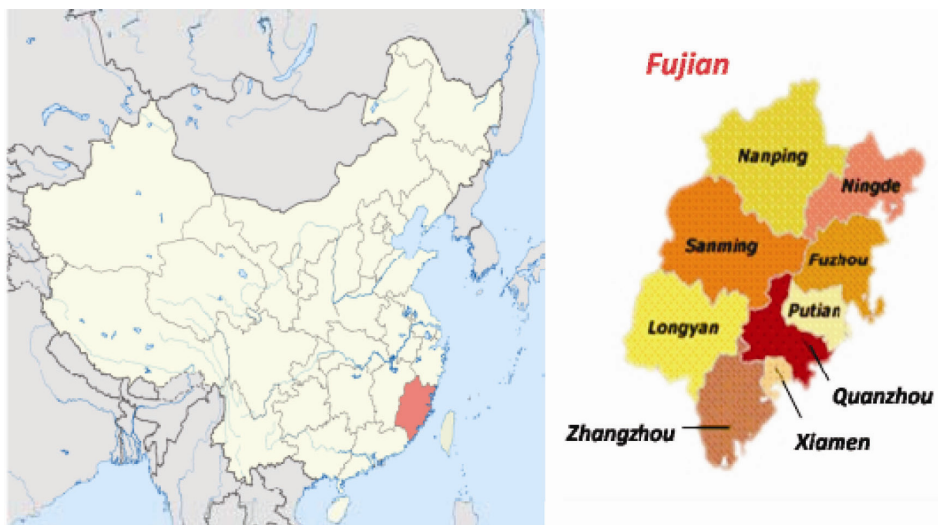 Fujian
Nanping
Ningde
Sanming
Fuzhou
Putian
Longyan
Quanzhou
Zhangzhou
Xiamen